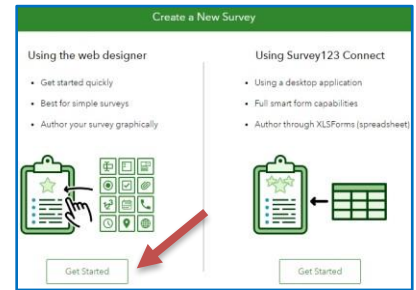 Create a New Survey
Using the web designer
• Get started quickly
• Best for simple surveys
• Author your survey graphically
Get Started
Using Survey123 Connect
• Using a desktop application
• Full smart form capabilities
• Author through XLSForms (spreadsheet)
Get Started